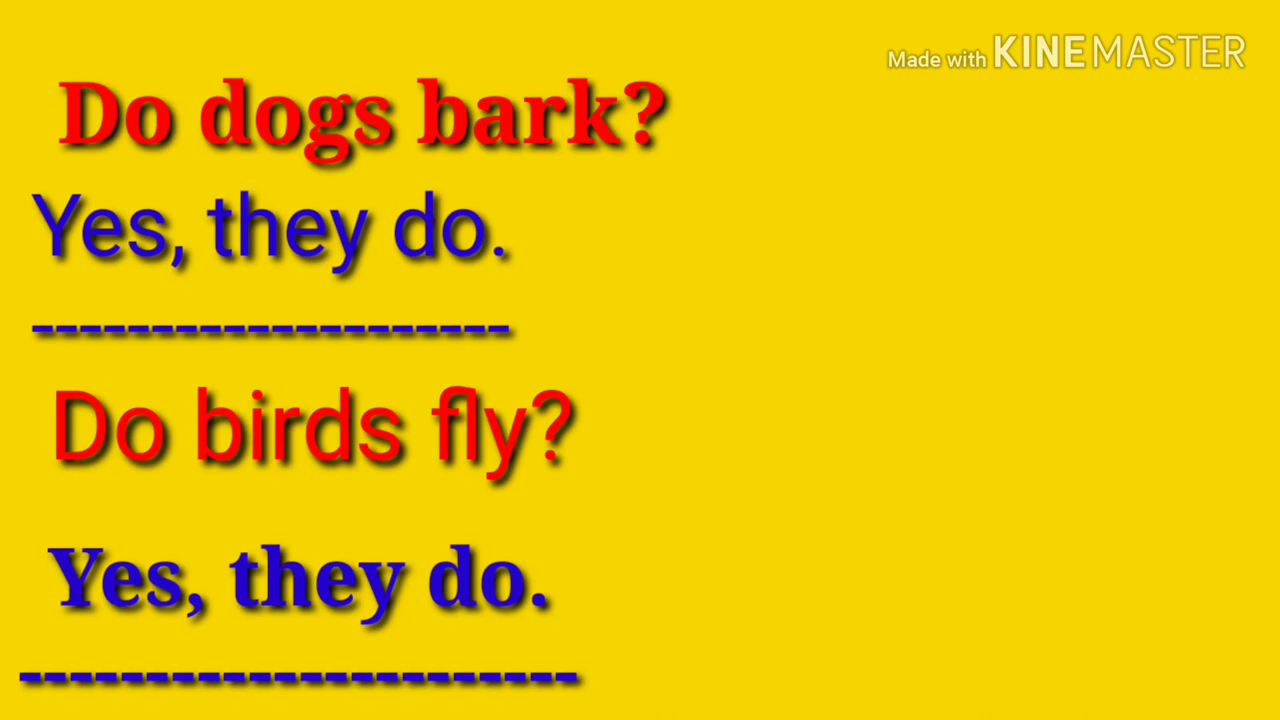 Made with KINEMASTER
Do dogs bark?
Yes, they do.
--------------------
Do birds fly?
Yes, they do.
----------------------